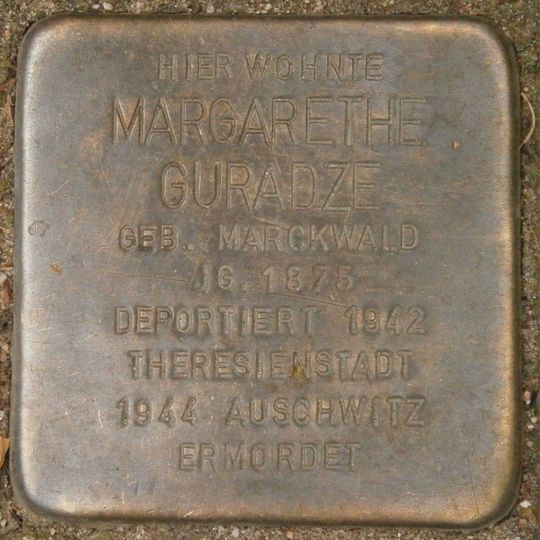 HIER WOHNTE
MARGARETHE
GURADZE
GEB. MARCKWALD
JG. 1875
DEPORTIERT 1942
THERESIENSTADT
1944 AUSCHWITZ
ERMORDET